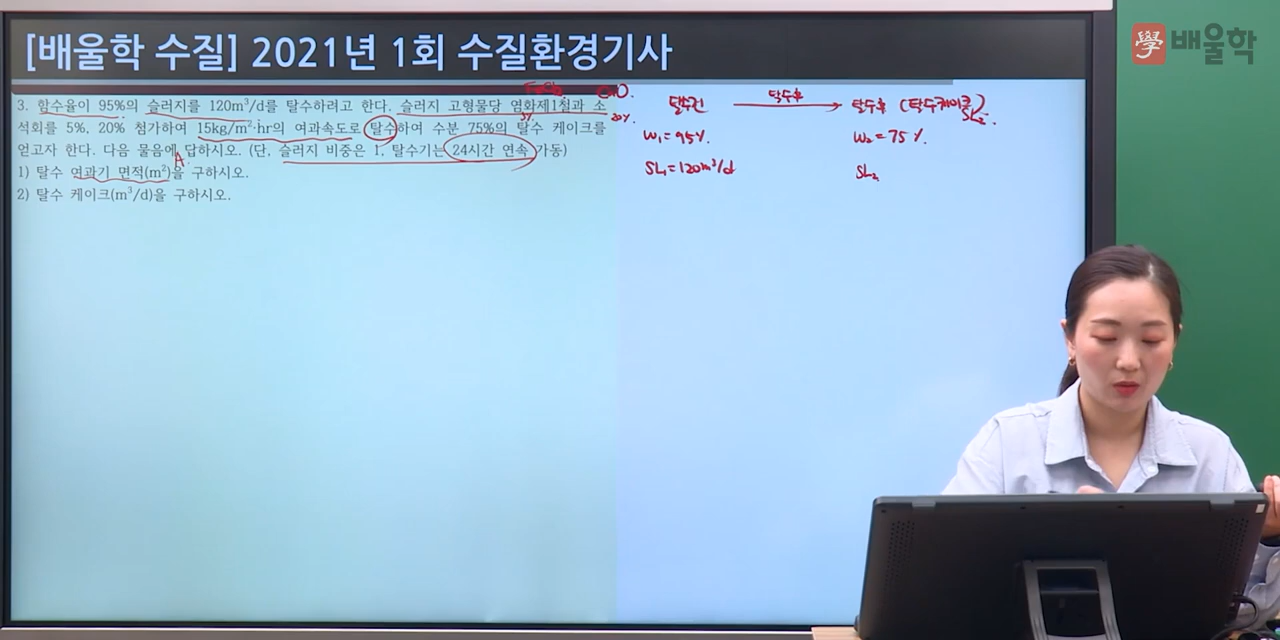 [배울학 수질] 2021년 1회 수질환경기사
學 배울학
3. 함수율이 95%의 슬러지를 120m³/d를 탈수하려고 한다. 슬러지 고형물당 염화제1철과 소
석회를 5%, 20% 첨가하여 15kg/m²·hr의 여과속도로 탈수하여 수분 75%의 탈수 케이크를
얻고자 한다. 다음 물음에 답하시오. (단, 슬러지 비중은 1, 탈수기는 24시간 연속 가동)
1) 탈수 여과기 면적(m²)을 구하시오.
2) 탈수 케이크(m³/d)을 구하시오.
5%
20%.
A.
탈수전
탈수후
탈수후 (탈수케이크)
SL₂.
W₁=95%.
W₂=75%.
SL₁=120m³/d
SL₂